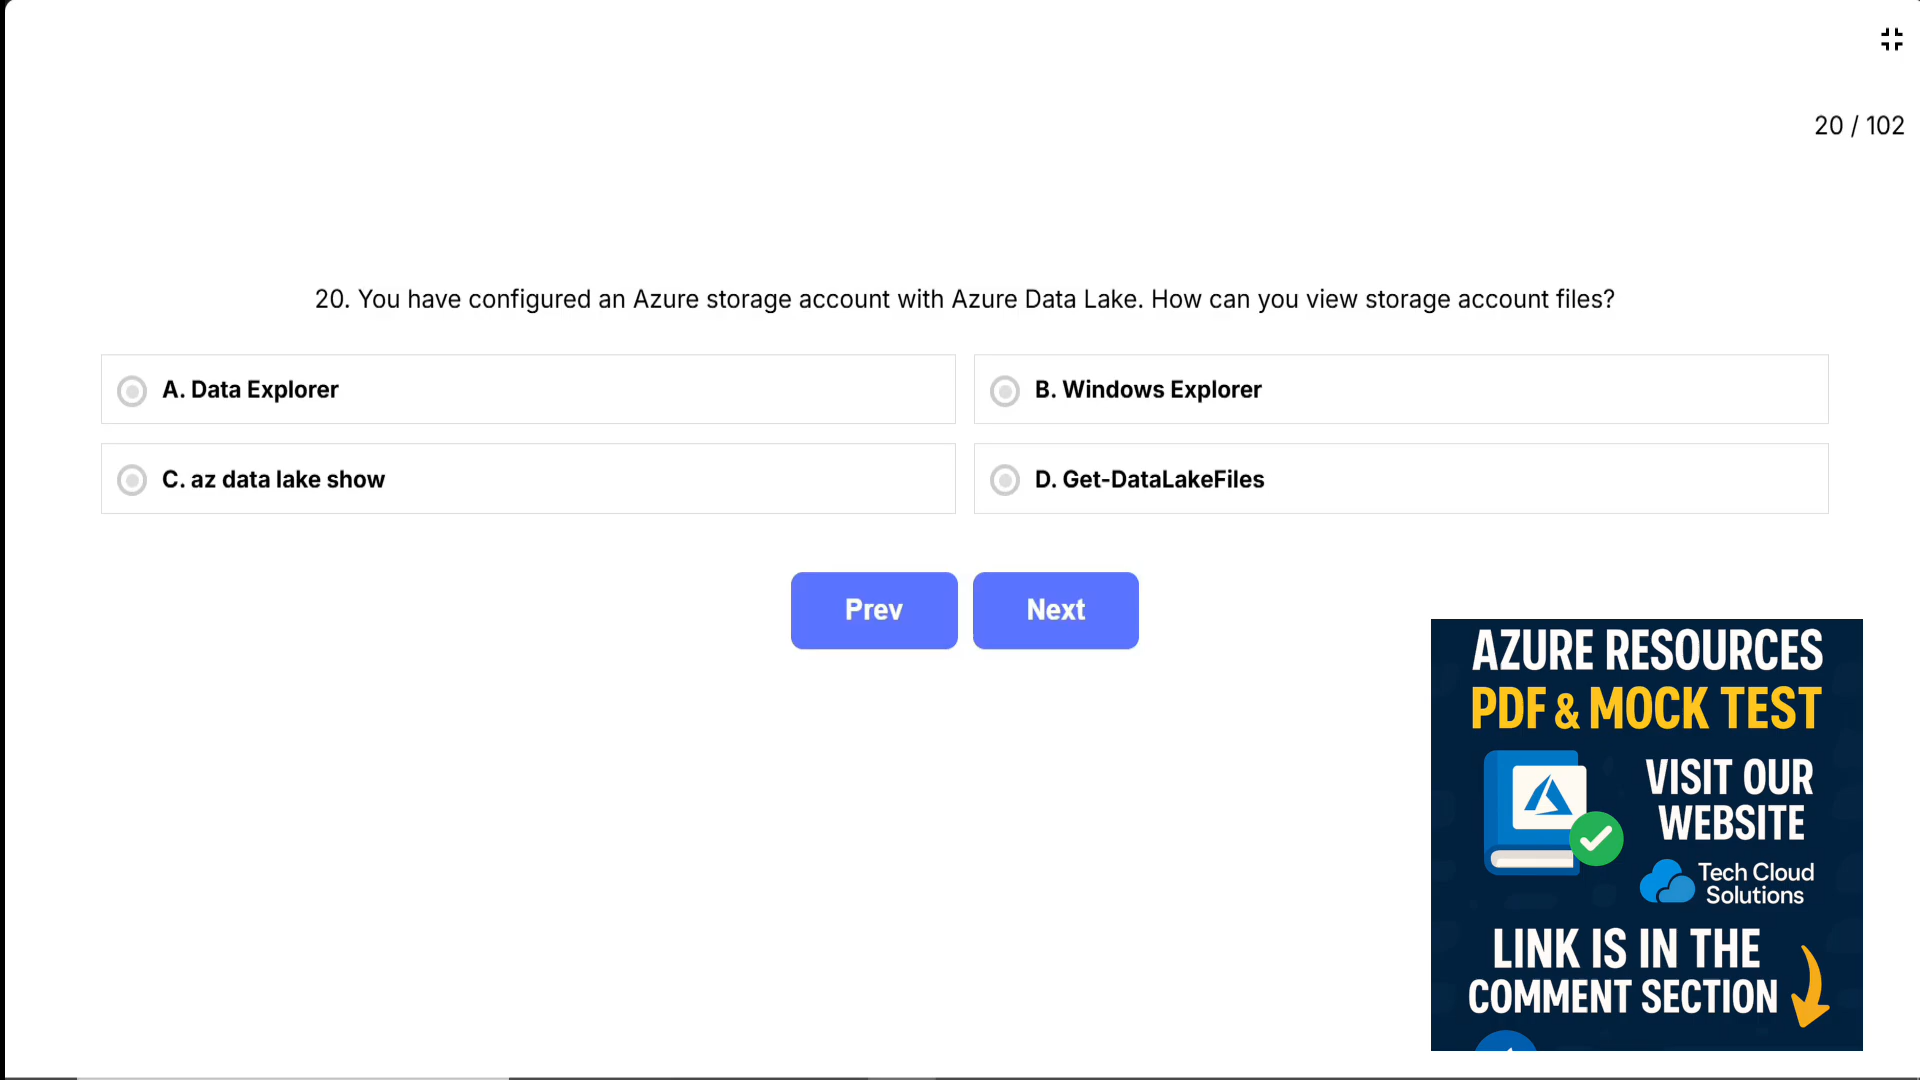 20 / 102
20. You have configured an Azure storage account with Azure Data Lake. How can you view storage account files?
A. Data Explorer
B. Windows Explorer
C. az data lake show
D. Get-DataLakeFiles
Prev
Next
AZURE RESOURCES
PDF & MOCK TEST
VISIT OUR
WEBSITE
Tech Cloud
Solutions
LINK IS IN THE
COMMENT SECTION